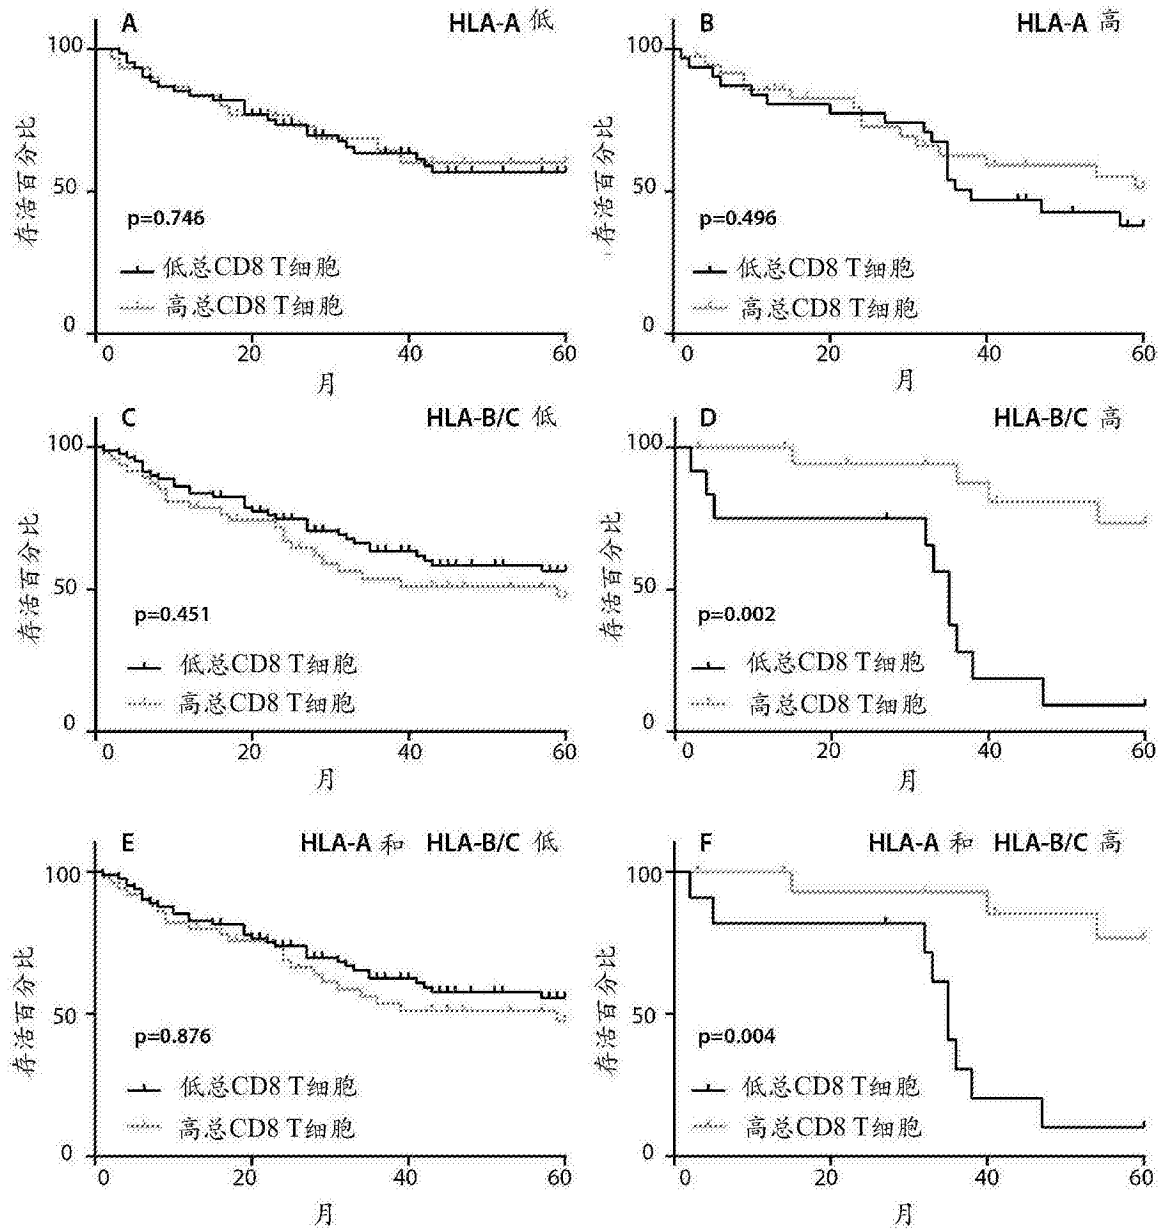 A
HLA-A 低
100
50
0
存活百分比
p=0.746
低总CD8 T细胞
高总CD8 T细胞
0 20 40 60
月
B
HLA-A 高
100
50
0
存活百分比
p=0.496
低总CD8 T细胞
高总CD8 T细胞
0 20 40 60
月
C
HLA-B/C 低
100
50
0
存活百分比
p=0.451
低总CD8 T细胞
高总CD8 T细胞
0 20 40 60
月
D
HLA-B/C 高
100
50
0
存活百分比
p=0.002
低总CD8 T细胞
高总CD8 T细胞
0 20 40 60
月
E
HLA-A 和 HLA-B/C 低
100
50
0
存活百分比
p=0.876
低总CD8 T细胞
高总CD8 T细胞
0 20 40 60
月
F
HLA-A 和 HLA-B/C 高
100
50
0
存活百分比
p=0.004
低总CD8 T细胞
高总CD8 T细胞
0 20 40 60
月